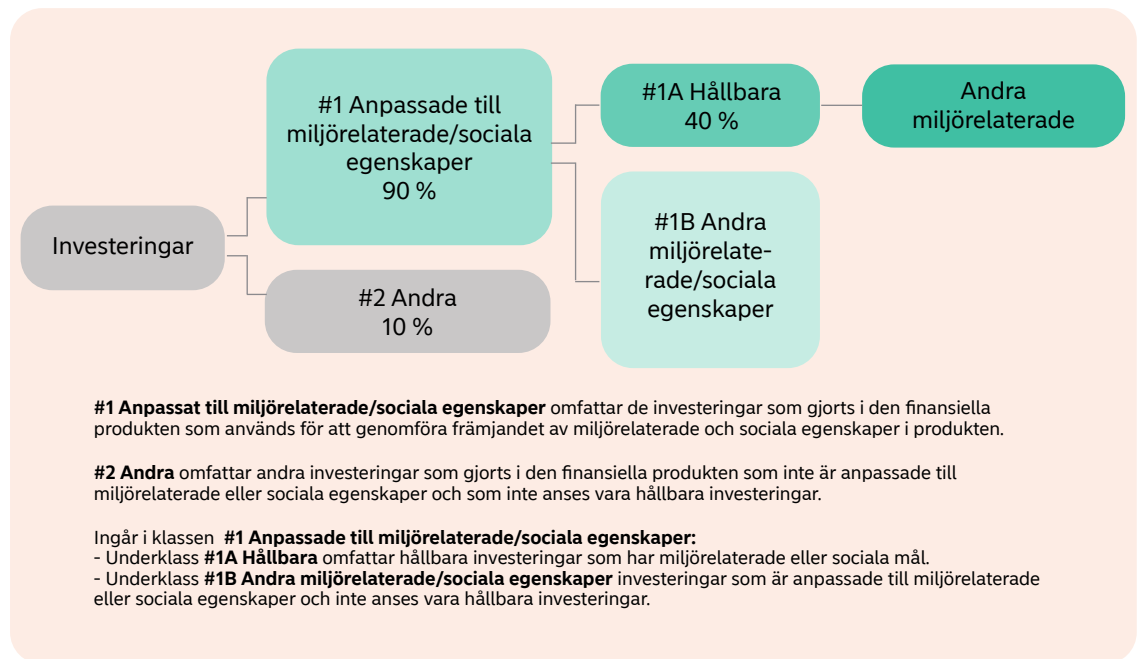 Investeringar
#1 Anpassade till
miljörelaterade/sociala
egenskaper
90 %
#2 Andra
10 %
#1A Hållbara
40 %
#1B Andra
miljörelate-
rade/sociala
egenskaper
Andra
miljörelaterade
#1 Anpassat till miljörelaterade/sociala egenskaper omfattar de investeringar som gjorts i den finansiella
produkten som används för att genomföra främjandet av miljörelaterade och sociala egenskaper i produkten.
#2 Andra omfattar andra investeringar som gjorts i den finansiella produkten som inte är anpassade till
miljörelaterade eller sociala egenskaper och som inte anses vara hållbara investeringar.
Ingår i klassen #1 Anpassade till miljörelaterade/sociala egenskaper:
- Underklass #1A Hållbara omfattar hållbara investeringar som har miljörelaterade eller sociala mål.
- Underklass #1B Andra miljörelaterade/sociala egenskaper investeringar som är anpassade till miljörelaterade
eller sociala egenskaper och inte anses vara hållbara investeringar.